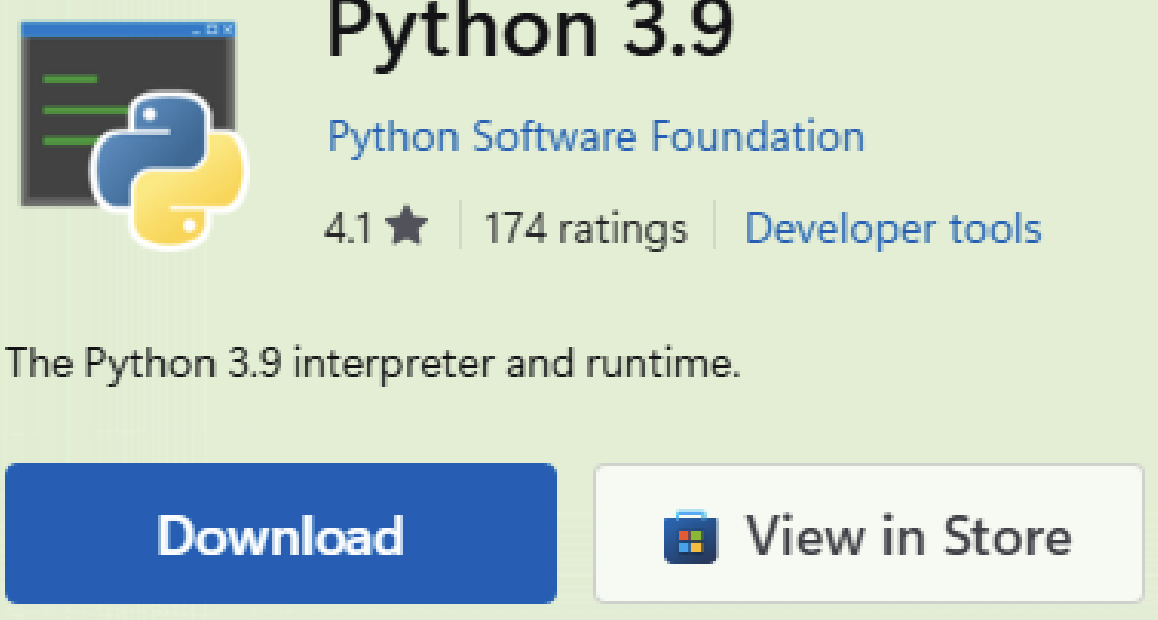 Python 3.9
Python Software Foundation
4.1 ★ | 174 ratings | Developer tools
The Python 3.9 interpreter and runtime.
Download
View in Store